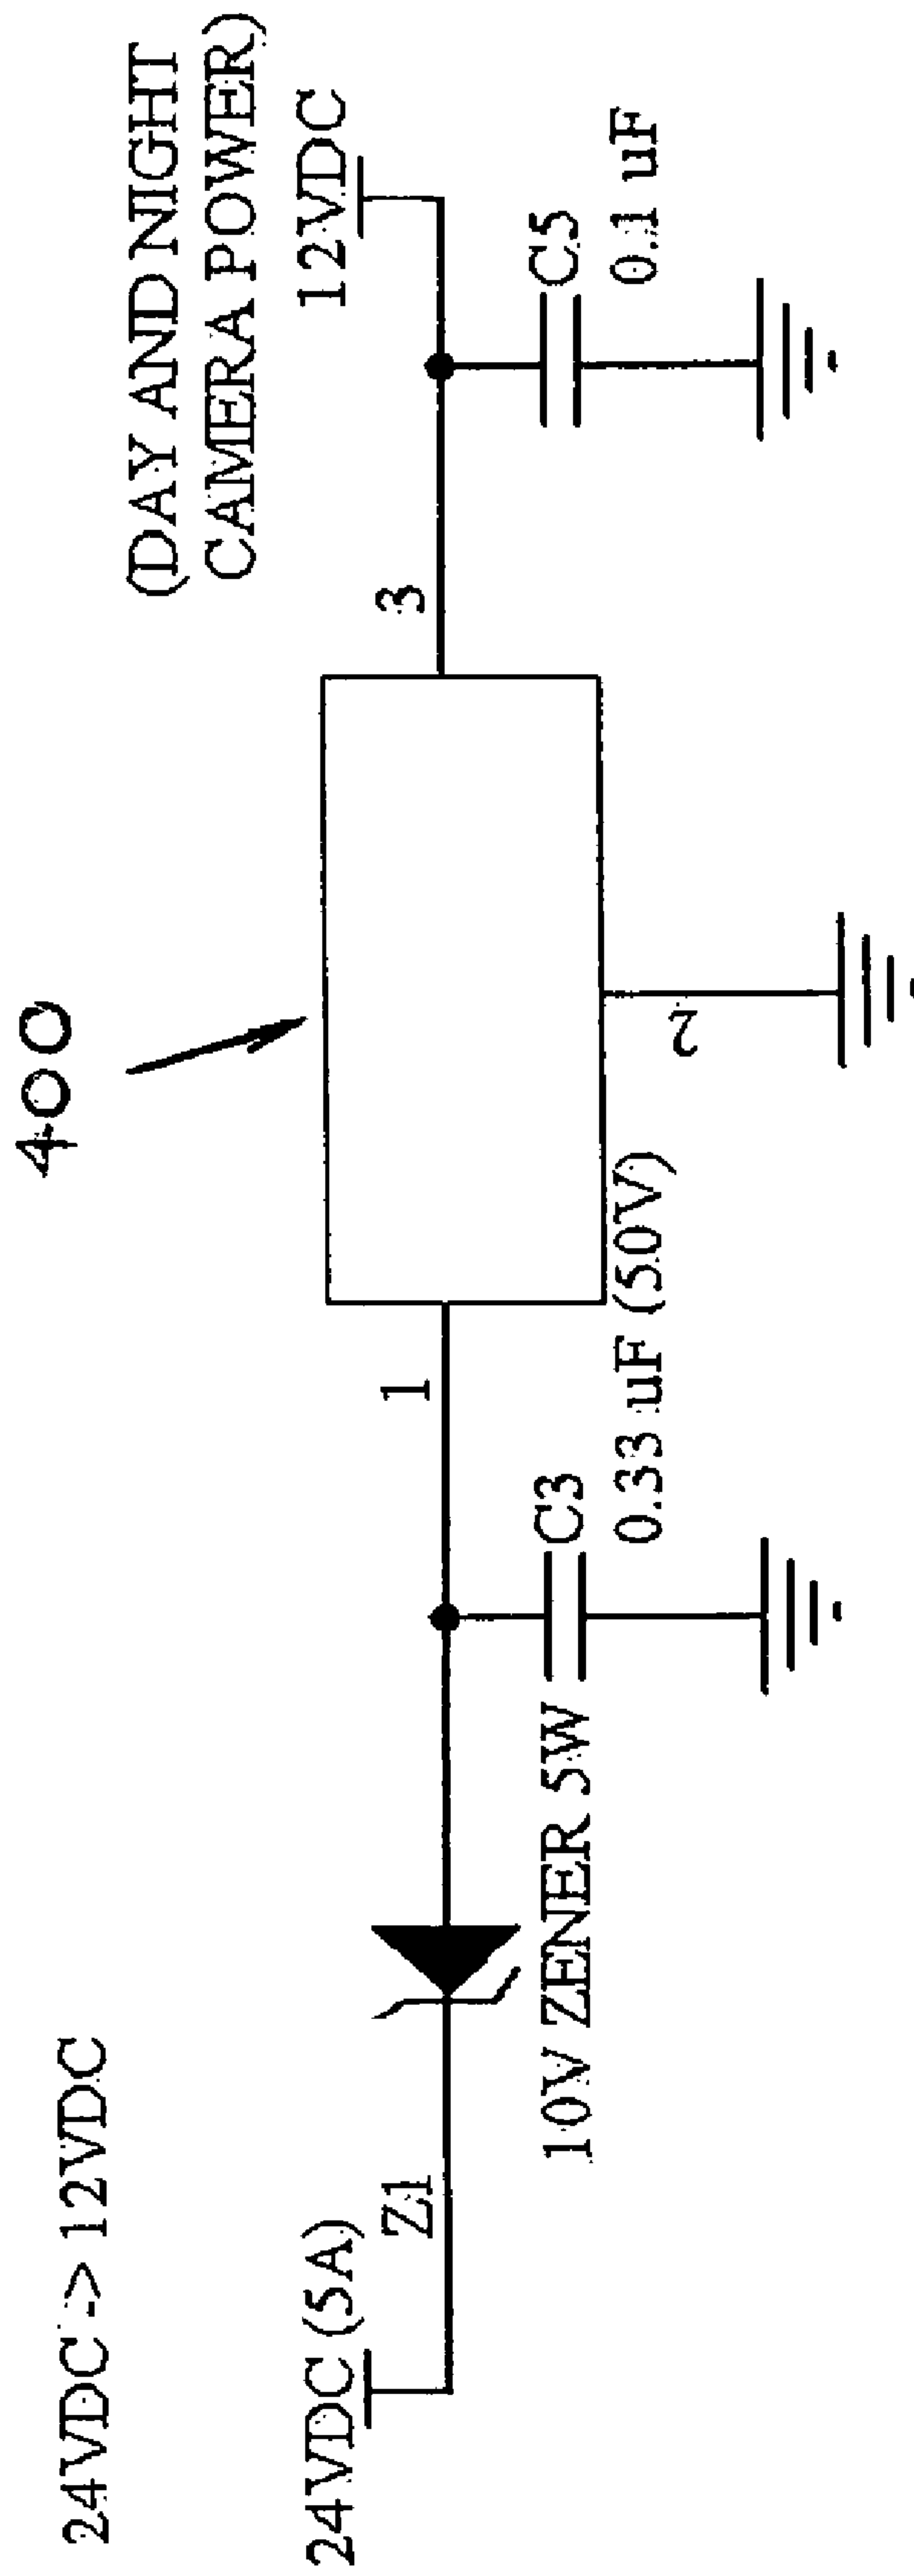 24VDC -> 12VDC
400
(DAY AND NIGHT
CAMERA POWER)
24VDC (5A)
12VDC
Z1
1
3
10V ZENER 5W
C3
0.33 uF (50V)
2
C5
0.1 uF